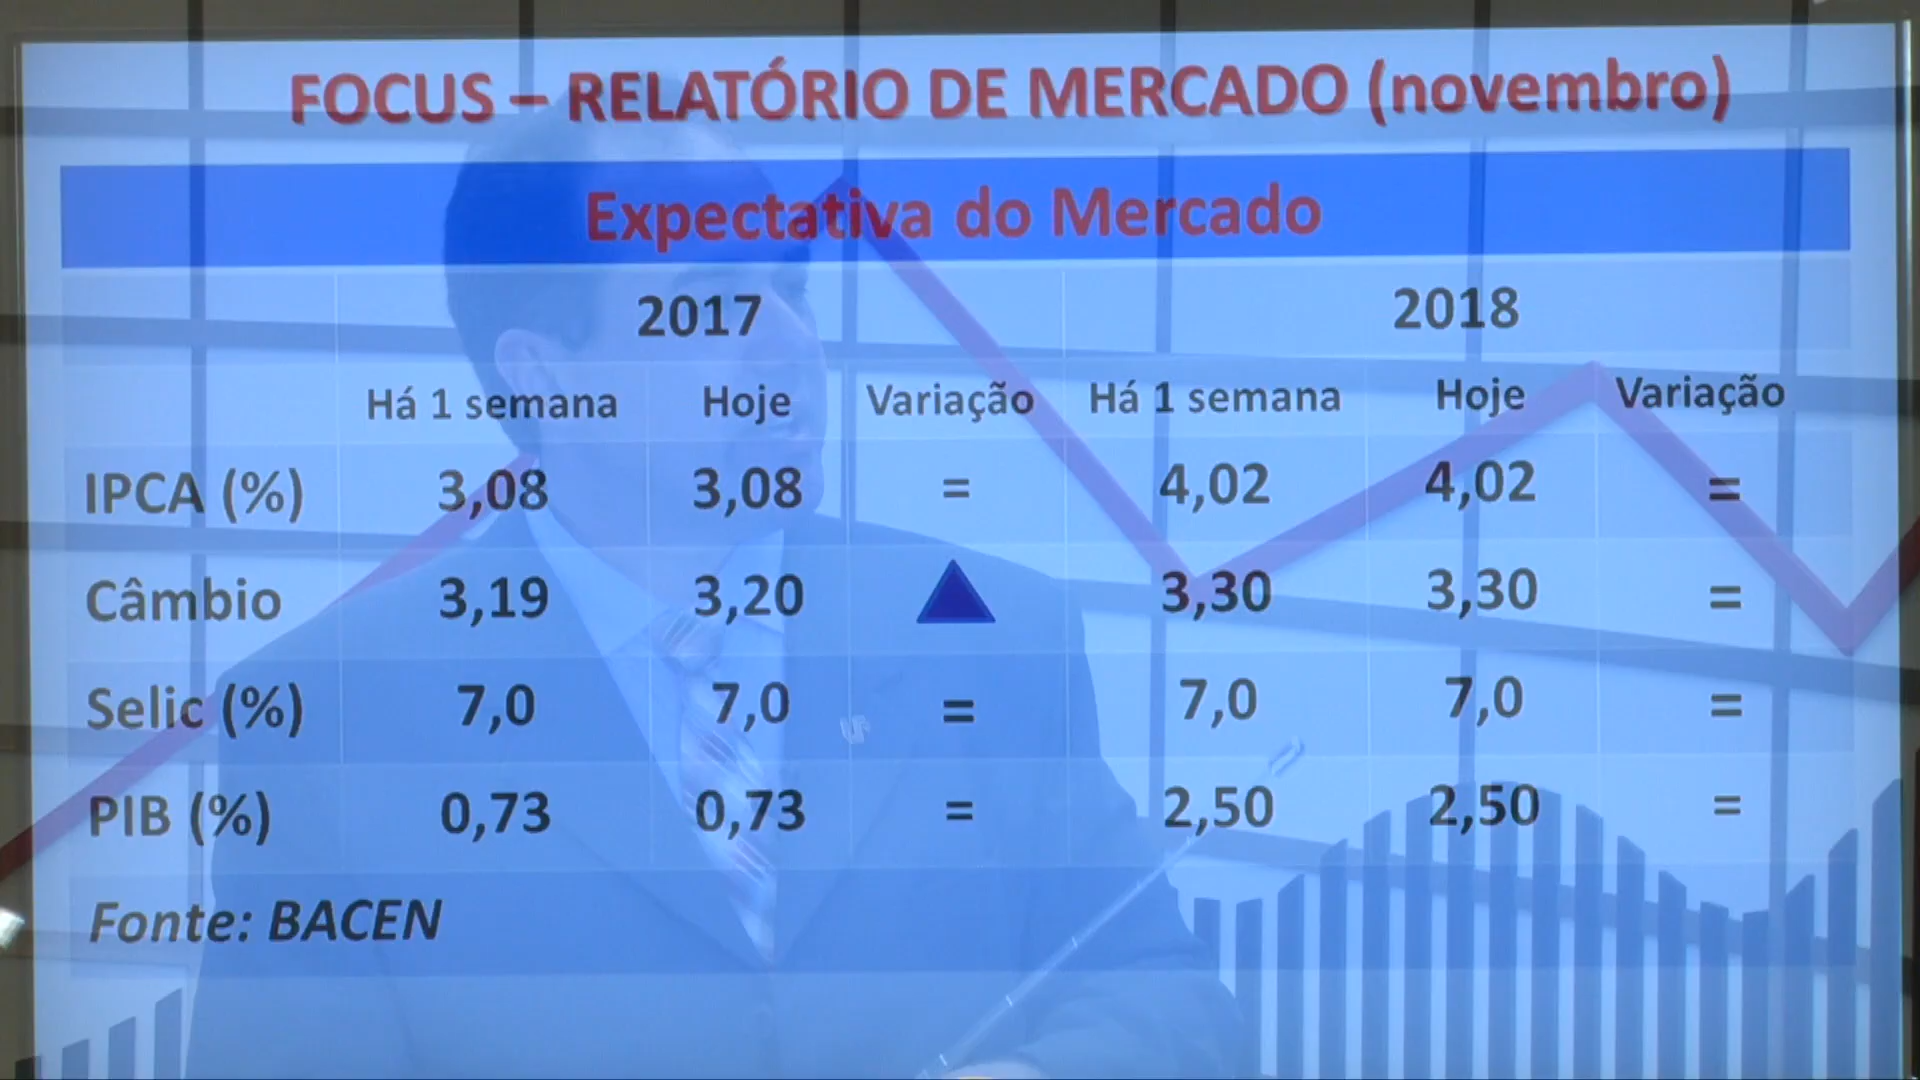 FOCUS – RELATÓRIO DE MERCADO (novembro)
Expectativa do Mercado
2017 2018
Há 1 semana Hoje Variação Há 1 semana Hoje Variação
IPCA (%) 3,08 3,08 = 4,02 4,02 =
Câmbio 3,19 3,20 ▲ 3,30 3,30 =
Selic (%) 7,0 7,0 = 7,0 7,0 =
PIB (%) 0,73 0,73 = 2,50 2,50 =
Fonte: BACEN